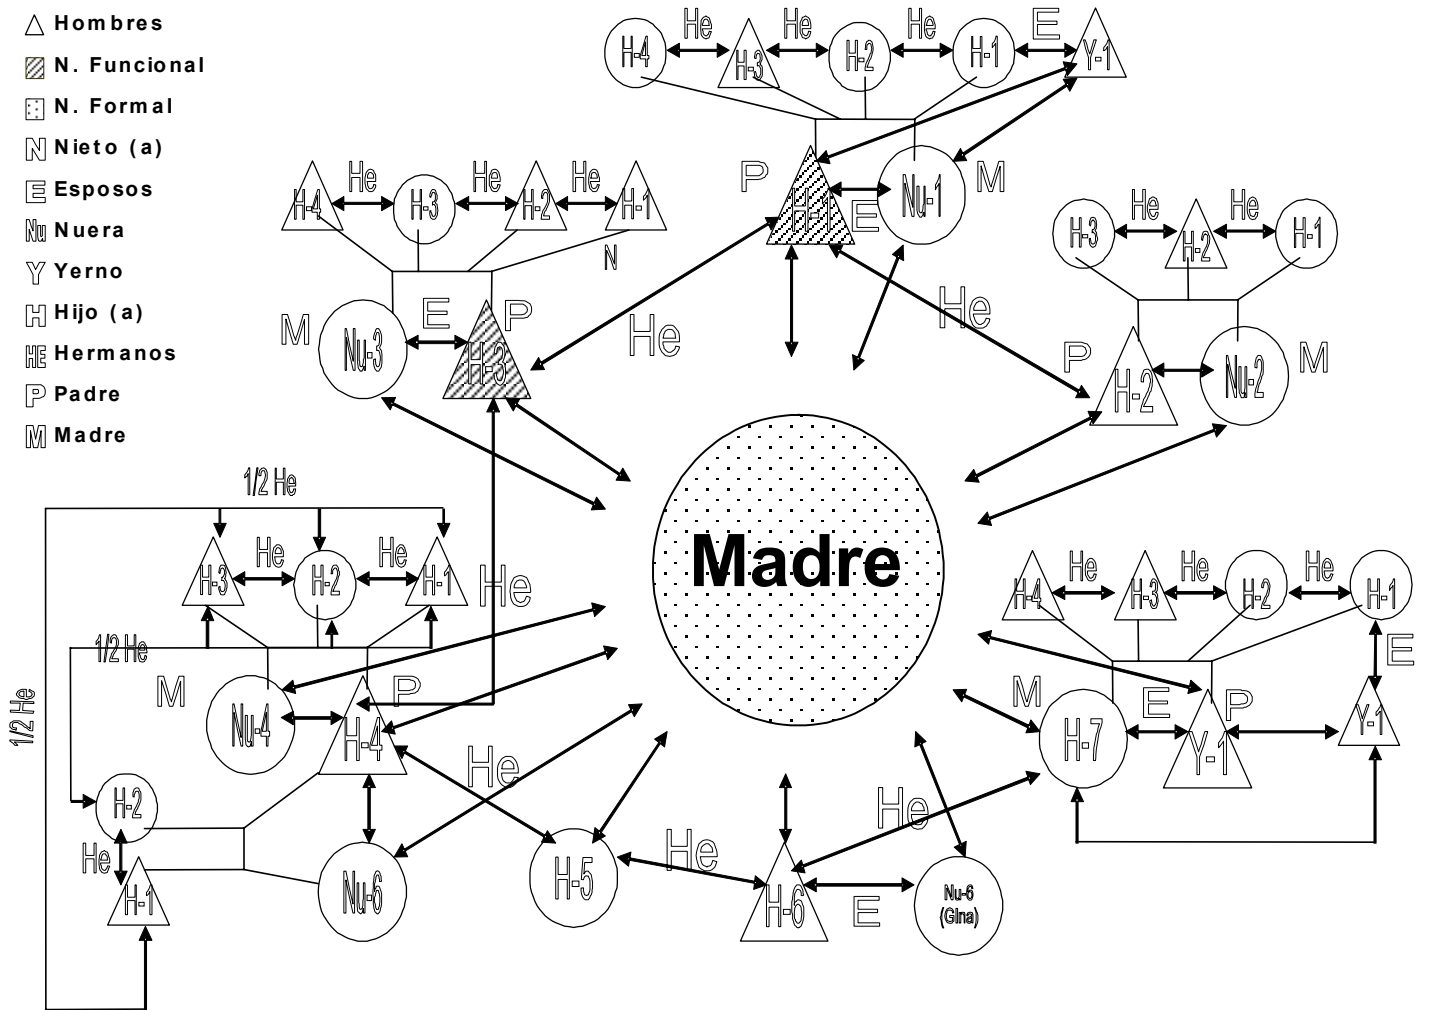 Hombres
N. Funcional
N. Formal
N Nieto (a)
E Esposos
Nu Nuera
Y Yerno
H Hijo (a)
HE Hermanos
P Padre
M Madre
H-4 He H-3 He H-2 He H-1 E Y-1
P H-1 E Nu-1 M
H-4 He H-3 He H-2 He H-1
N
M Nu-3 E P H-3
He
He
H-3 He H-2 He H-1
P H-2 Nu-2 M
Madre
1/2 He
H-3 He H-2 He H-1 He
1/2 He
1/2 He
M Nu-4 P H-4
He
H-2
He
H-1
Nu-6
H-5
He
H-6
E
Nu-6
(Glna)
He
H-4 He H-3 He H-2 He H-1
E
M H-7 E P Y-1 Y-1